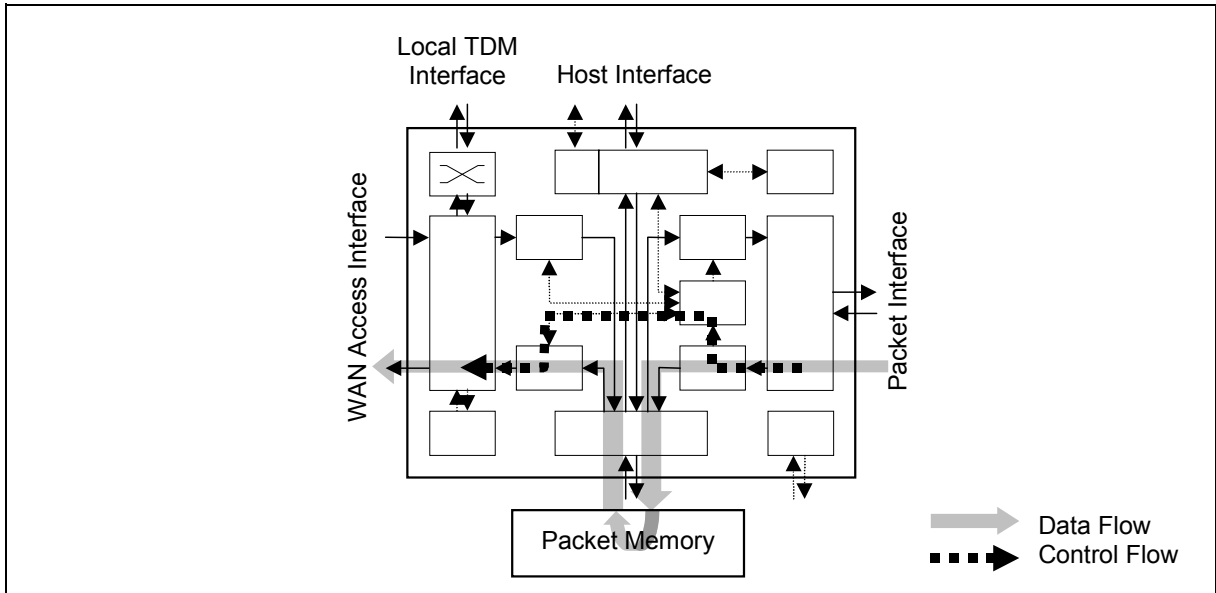 Local TDM
Interface
Host Interface
WAN Access Interface
Packet Interface
Packet Memory
Data Flow
Control Flow